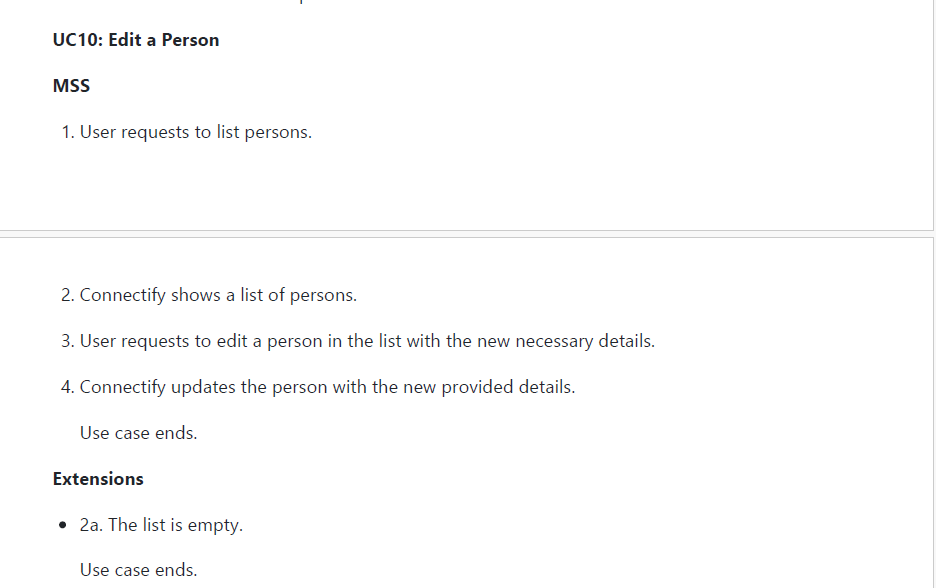 UC10: Edit a Person
MSS
1. User requests to list persons.
2. Connectify shows a list of persons.
3. User requests to edit a person in the list with the new necessary details.
4. Connectify updates the person with the new provided details.
Use case ends.
Extensions
• 2a. The list is empty.
Use case ends.